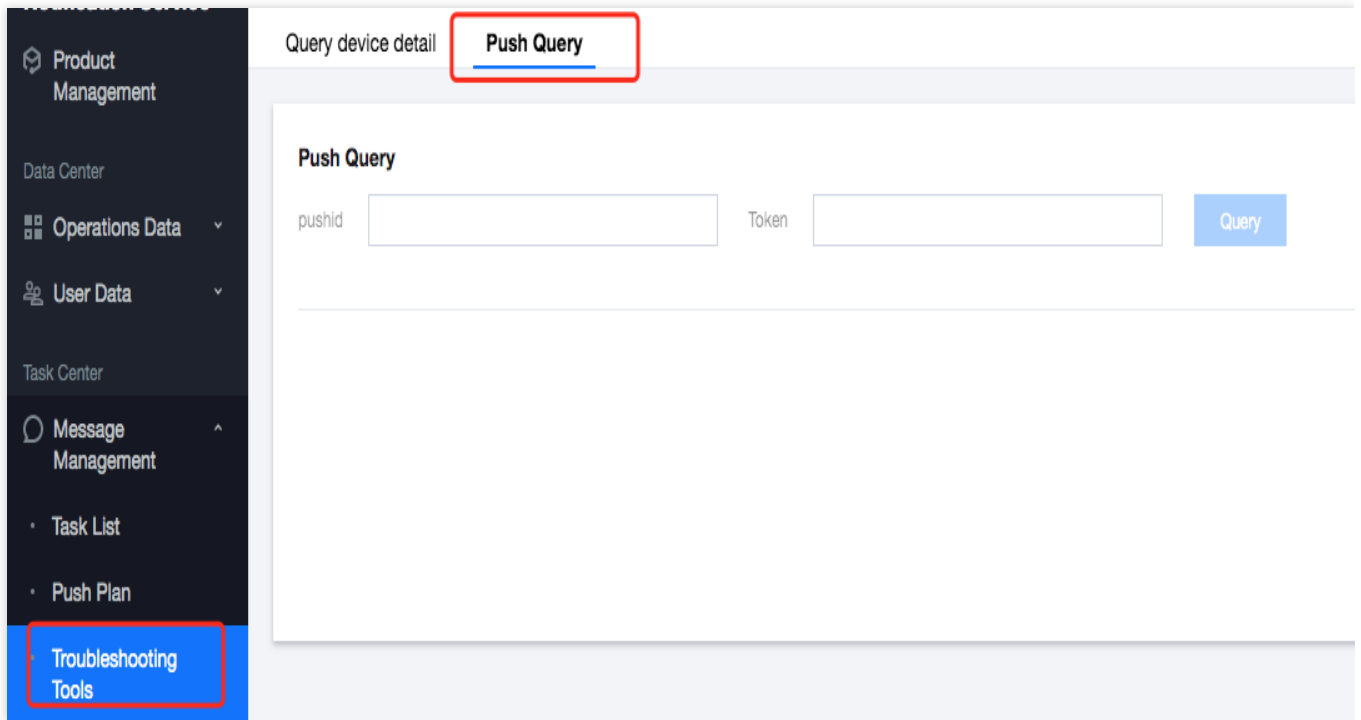 Product
Management
Data Center
Operations Data
User Data
Task Center
Message
Management
Task List
Push Plan
Troubleshooting
Tools
Query device detail
Push Query
Push Query
pushid
Token
Query